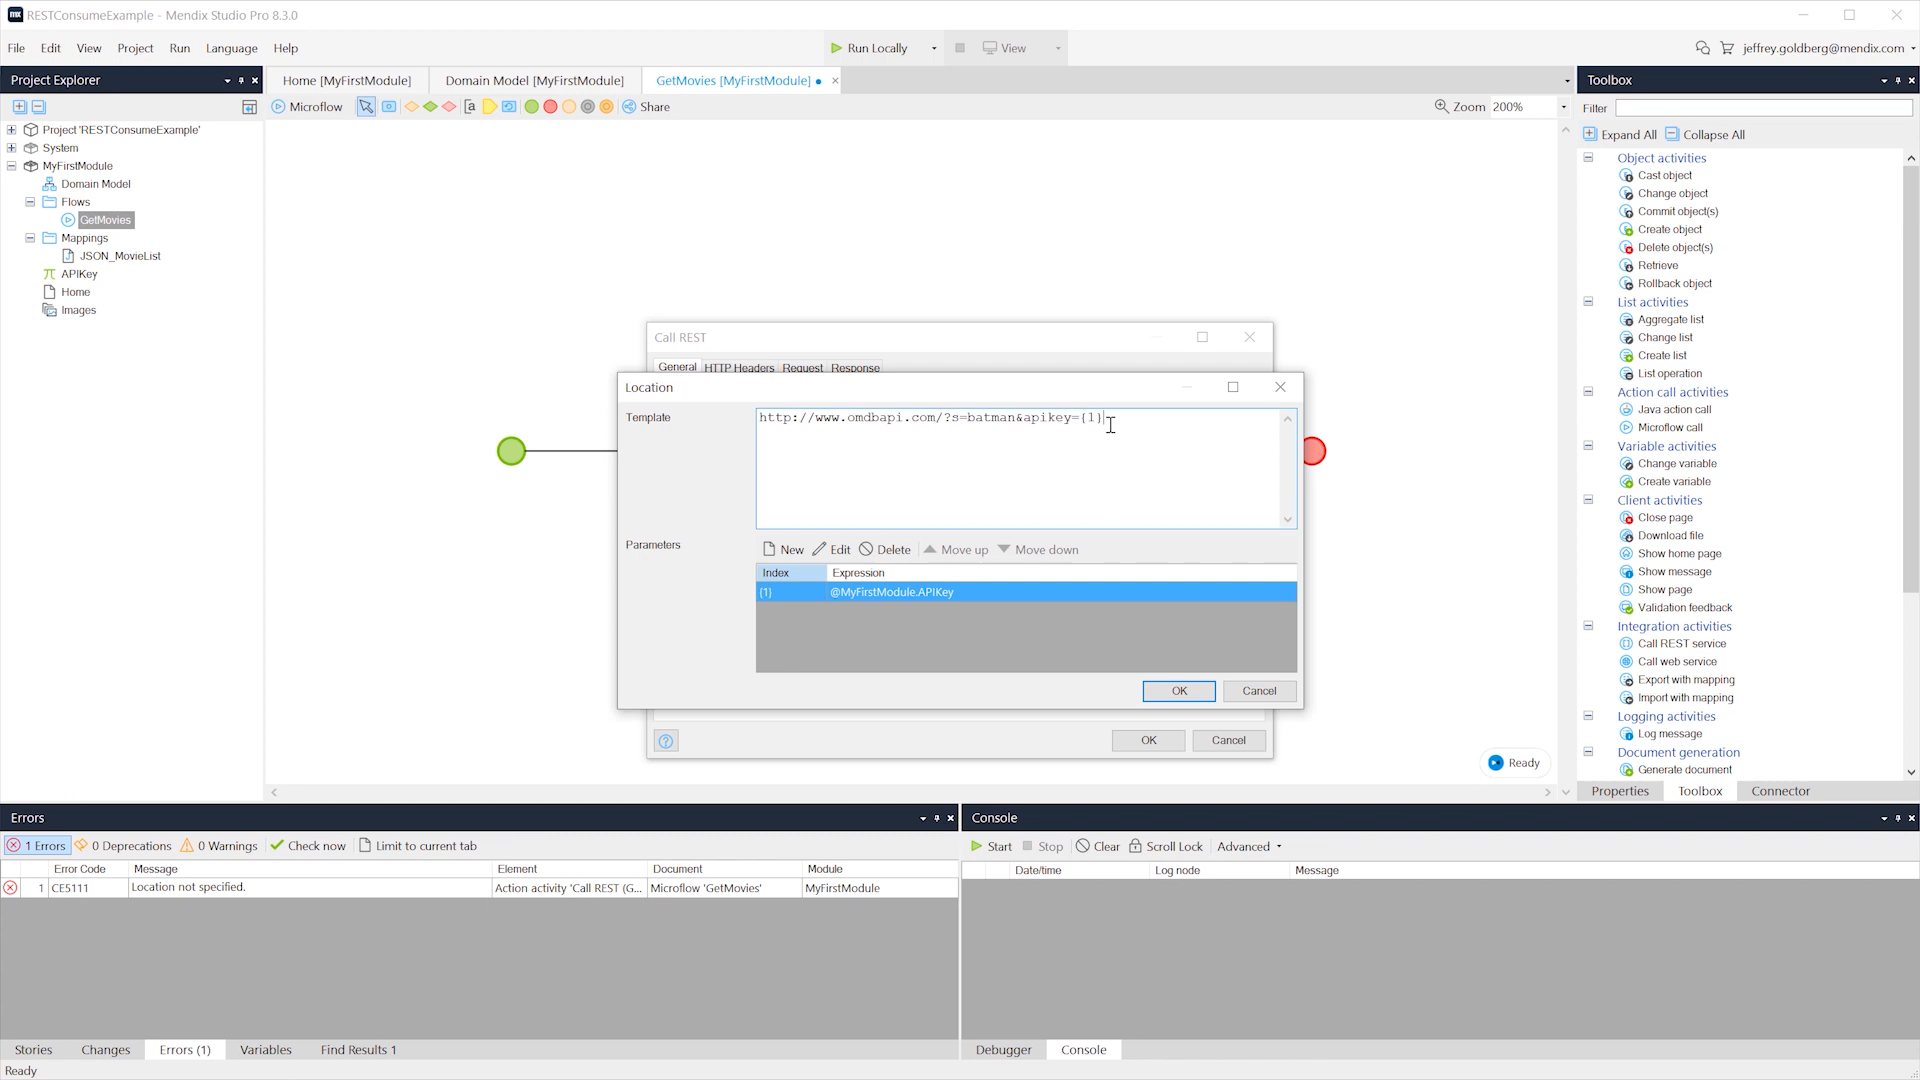 RESTConsumeExample - Mendix Studio Pro 8.3.0
File Edit View Project Run Language Help
Run Locally
View
jeffrey.goldberg@mendix.com
Project Explorer
Home [MyFirstModule]
Domain Model [MyFirstModule]
GetMovies [MyFirstModule]
Toolbox
Microflow
Share
Zoom 200%
Filter
Expand All Collapse All
Project 'RESTConsumeExample'
System
MyFirstModule
Domain Model
Flows
GetMovies
Mappings
JSON_MovieList
APIKey
Home
Images
Call REST
General HTTP Headers Request Response
Location
Template
http://www.omdbapi.com/?s=batman&apikey={1}
Parameters
New Edit Delete Move up Move down
Index Expression
{1} @MyFirstModule.APIKey
OK Cancel
OK Cancel
Ready
Object activities
Cast object
Change object
Commit object(s)
Create object
Delete object(s)
Retrieve
Rollback object
List activities
Aggregate list
Change list
Create list
List operation
Action call activities
Java action call
Microflow call
Variable activities
Change variable
Create variable
Client activities
Close page
Download file
Show home page
Show message
Show page
Validation feedback
Integration activities
Call REST service
Call web service
Export with mapping
Import with mapping
Logging activities
Log message
Document generation
Generate document
Properties Toolbox Connector
Errors
1 Errors 0 Deprecations 0 Warnings Check now Limit to current tab
Error Code Message Element Document Module
1 CE5111 Location not specified. Action activity 'Call REST (G... Microflow 'GetMovies' MyFirstModule
Console
Start Stop Clear Scroll Lock Advanced
Date/time Log node Message
Stories Changes Errors (1) Variables Find Results 1
Debugger Console
Ready